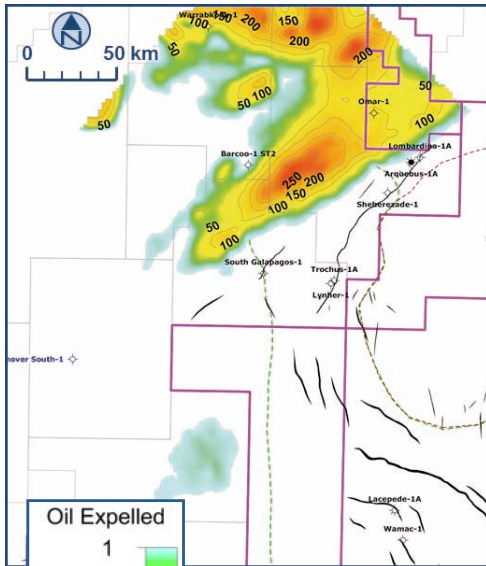 Warrabkook-1
N
0 50 km
50
100
150
200
150
200
200
50
50
100
50
Omar-1
100
Lombardina-1A
Arquebus-1A
Barcoo-1 ST2
Sheherezade-1
250
200
150
100
50
100
South Galapagos-1
Trochus-1A
Lynher-1
nover South-1
Lacepede-1A
Wamac-1
Oil Expelled
1